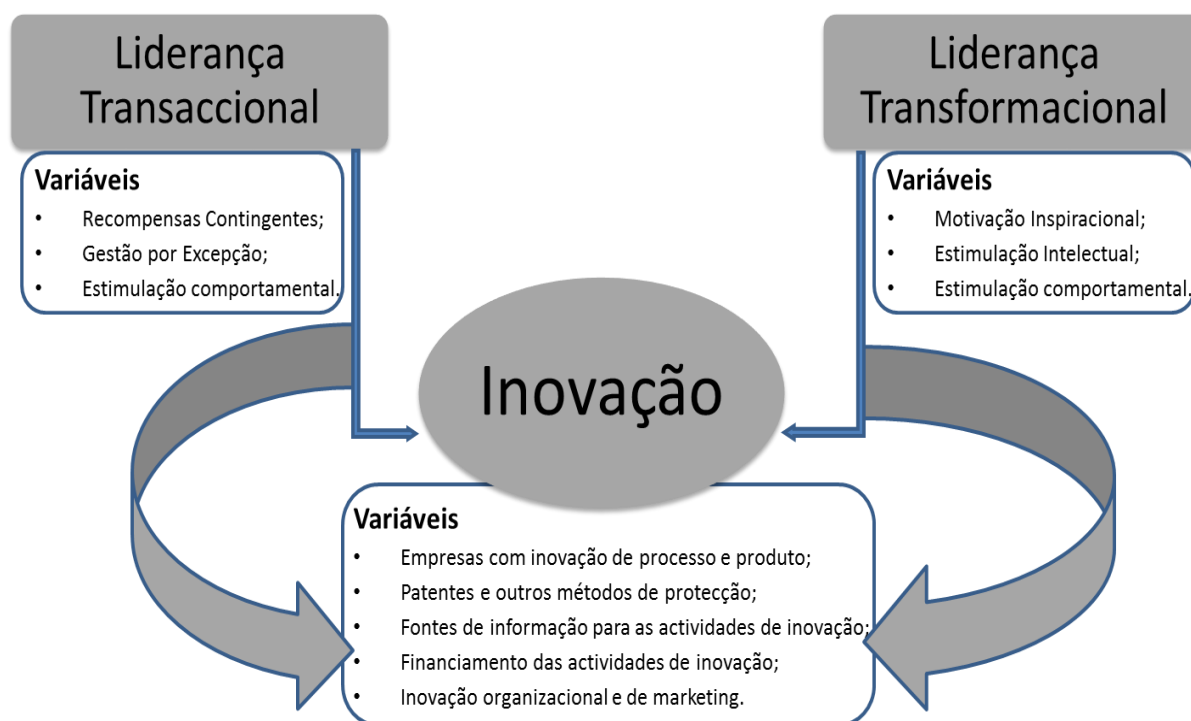 Liderança
Transaccional
Variáveis
• Recompensas Contingentes;
• Gestão por Excepção;
• Estimulação comportamental.
Liderança
Transformacional
Variáveis
• Motivação Inspiracional;
• Estimulação Intelectual;
• Estimulação comportamental.
Inovação
Variáveis
• Empresas com inovação de processo e produto;
• Patentes e outros métodos de protecção;
• Fontes de informação para as actividades de inovação;
• Financiamento das actividades de inovação;
• Inovação organizacional e de marketing.